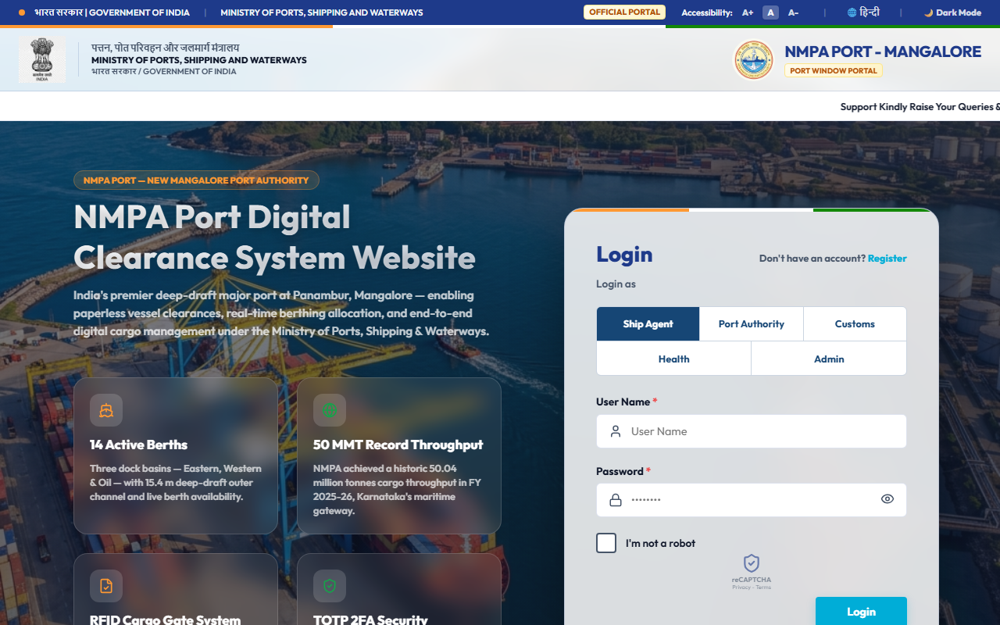 भारत सरकार | GOVERNMENT OF INDIA | MINISTRY OF PORTS, SHIPPING AND WATERWAYS
OFFICIAL PORTAL Accessibility: A+ A A- | हिन्दी | Dark Mode
पत्तन, पोत परिवहन और जलमार्ग मंत्रालय
MINISTRY OF PORTS, SHIPPING AND WATERWAYS
भारत सरकार / GOVERNMENT OF INDIA
INDIA
NMPA PORT - MANGALORE
PORT WINDOW PORTAL
Support Kindly Raise Your Queries &
NMPA PORT — NEW MANGALORE PORT AUTHORITY
NMPA Port Digital
Clearance System Website
India's premier deep-draft major port at Panambur, Mangalore — enabling
paperless vessel clearances, real-time berthing allocation, and end-to-end
digital cargo management under the Ministry of Ports, Shipping & Waterways.
14 Active Berths
Three dock basins — Eastern, Western
& Oil — with 15.4 m deep-draft outer
channel and live berth availability.
50 MMT Record Throughput
NMPA achieved a historic 50.04
million tonnes cargo throughput in FY
2025-26, Karnataka's maritime
gateway.
RFID Cargo Gate System
TOTP 2FA Security
Login
Don't have an account? Register
Login as
Ship Agent Port Authority Customs
Health Admin
User Name *
User Name
Password *
••••••••
I'm not a robot
reCAPTCHA
Privacy - Terms
Login